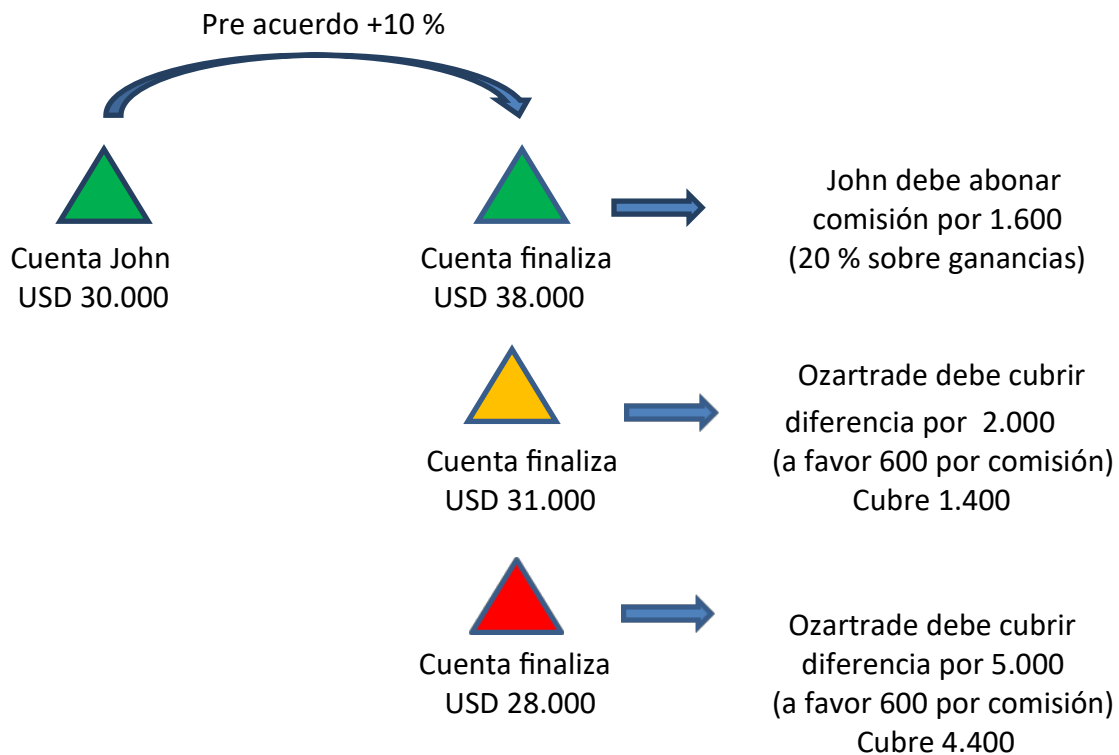 Pre acuerdo +10 %
Cuenta John
USD 30.000
Cuenta finaliza
USD 38.000
John debe abonar
comisión por 1.600
(20 % sobre ganancias)
Cuenta finaliza
USD 31.000
Ozartrade debe cubrir
diferencia por 2.000
(a favor 600 por comisión)
Cubre 1.400
Cuenta finaliza
USD 28.000
Ozartrade debe cubrir
diferencia por 5.000
(a favor 600 por comisión)
Cubre 4.400